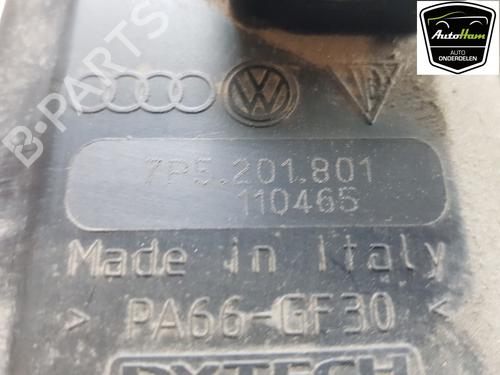 AutoHam
AUTO
ONDERDELEN
B-PARTS
7P5.201.801
110465
Made in Italy
> PA66-GF30 <
DYTECH